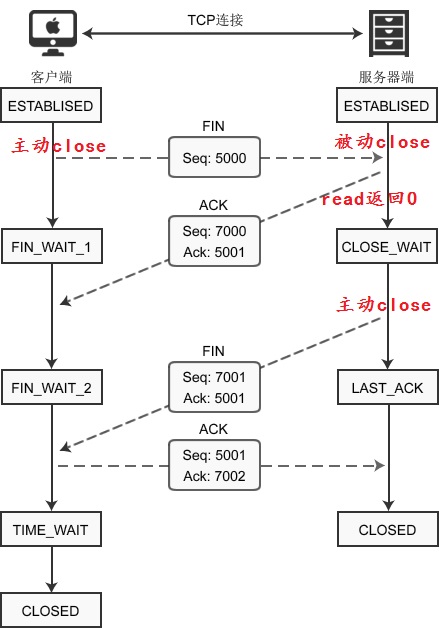 TCP连接
客户端
服务器端
ESTABLISED
ESTABLISED
主动close
FIN
Seq: 5000
被动close
read返回0
ACK
Seq: 7000
Ack: 5001
FIN_WAIT_1
CLOSE_WAIT
主动close
FIN
Seq: 7001
Ack: 5001
FIN_WAIT_2
LAST_ACK
ACK
Seq: 5001
Ack: 7002
TIME_WAIT
CLOSED
CLOSED